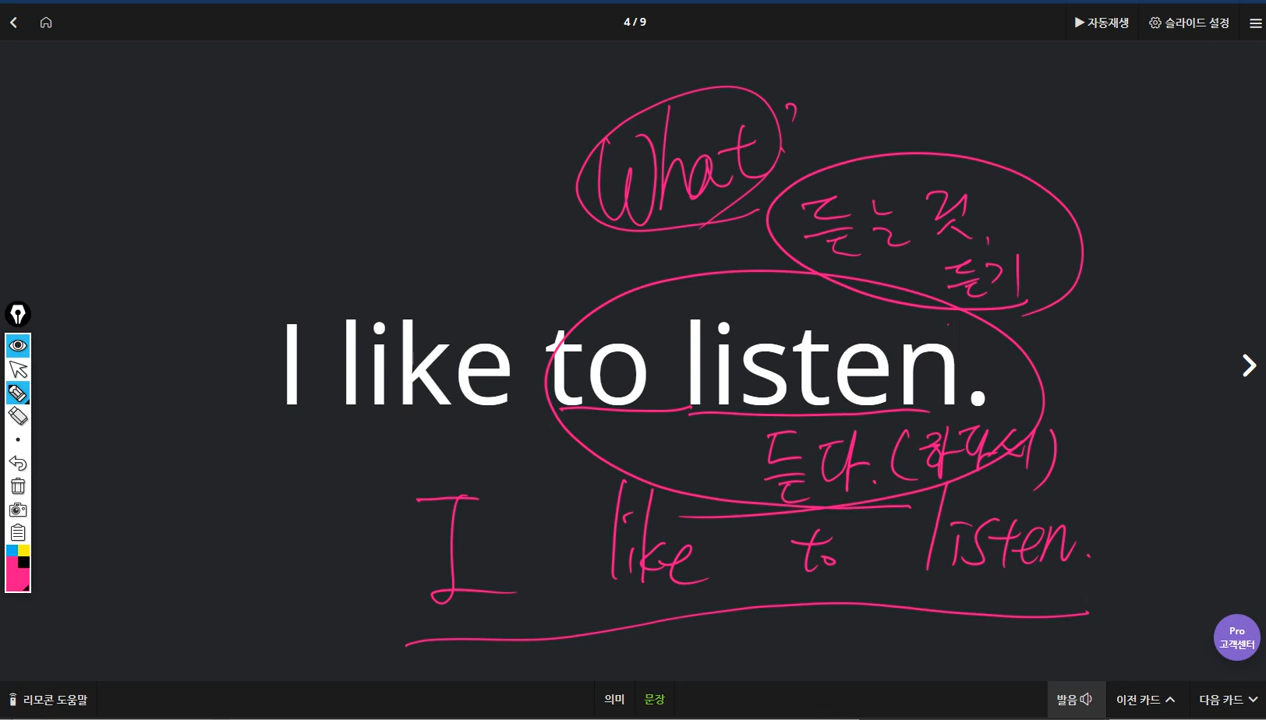 4 / 9
▶ 자동재생
슬라이드 설정
What?
듣는 것,
듣기
I like to listen.
듣다. (하면서)
I like to listen.
Pro
고객센터
리모콘 도움말
의미
문장
발음
이전 카드
다음 카드